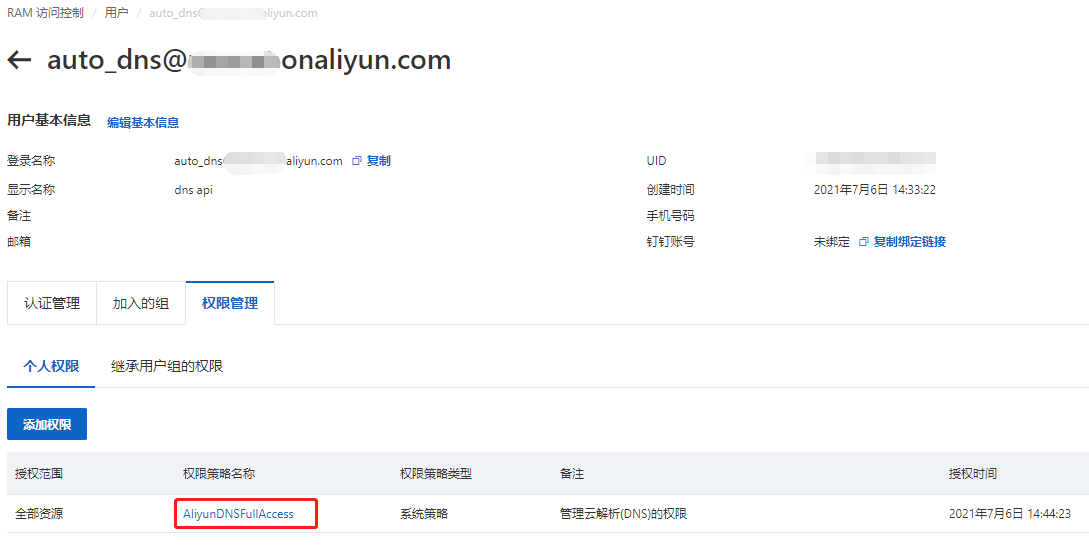 RAM 访问控制 / 用户 / auto_dns aliyun.com
auto_dns@ onaliyun.com
用户基本信息 编辑基本信息
登录名称 auto_dns aliyun.com 复制 UID
显示名称 dns api 创建时间 2021年7月6日 14:33:22
备注 手机号码
邮箱 钉钉账号 未绑定 复制绑定链接
认证管理 加入的组 权限管理
个人权限 继承用户组的权限
添加权限
授权范围 权限策略名称 权限策略类型 备注 授权时间
全部资源 AliyunDNSFullAccess 系统策略 管理云解析(DNS)的权限 2021年7月6日 14:44:23